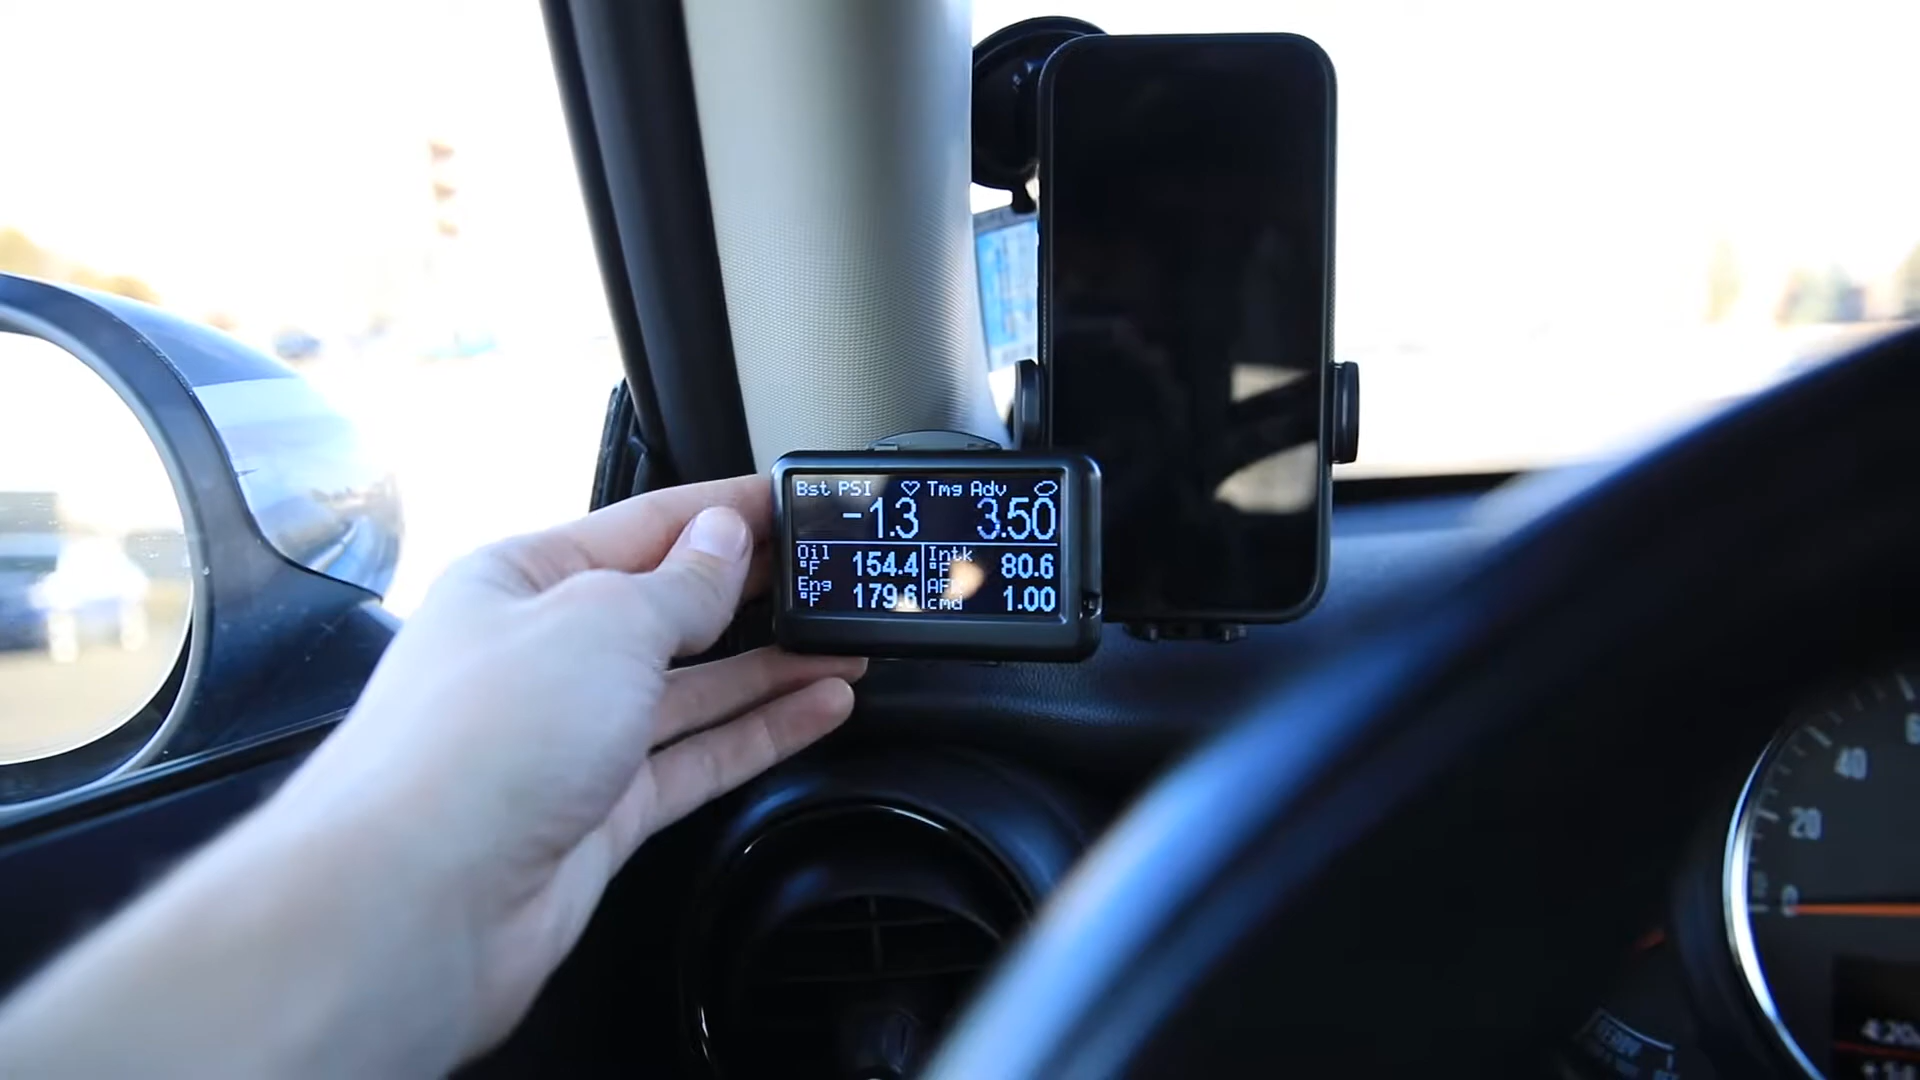 Bst PSI Tmg Adv
-1.3 3.50
Oil °F 154.4 Intk °F 80.6
Eng °F 179.6 AFR cmd 1.00
40
20
0